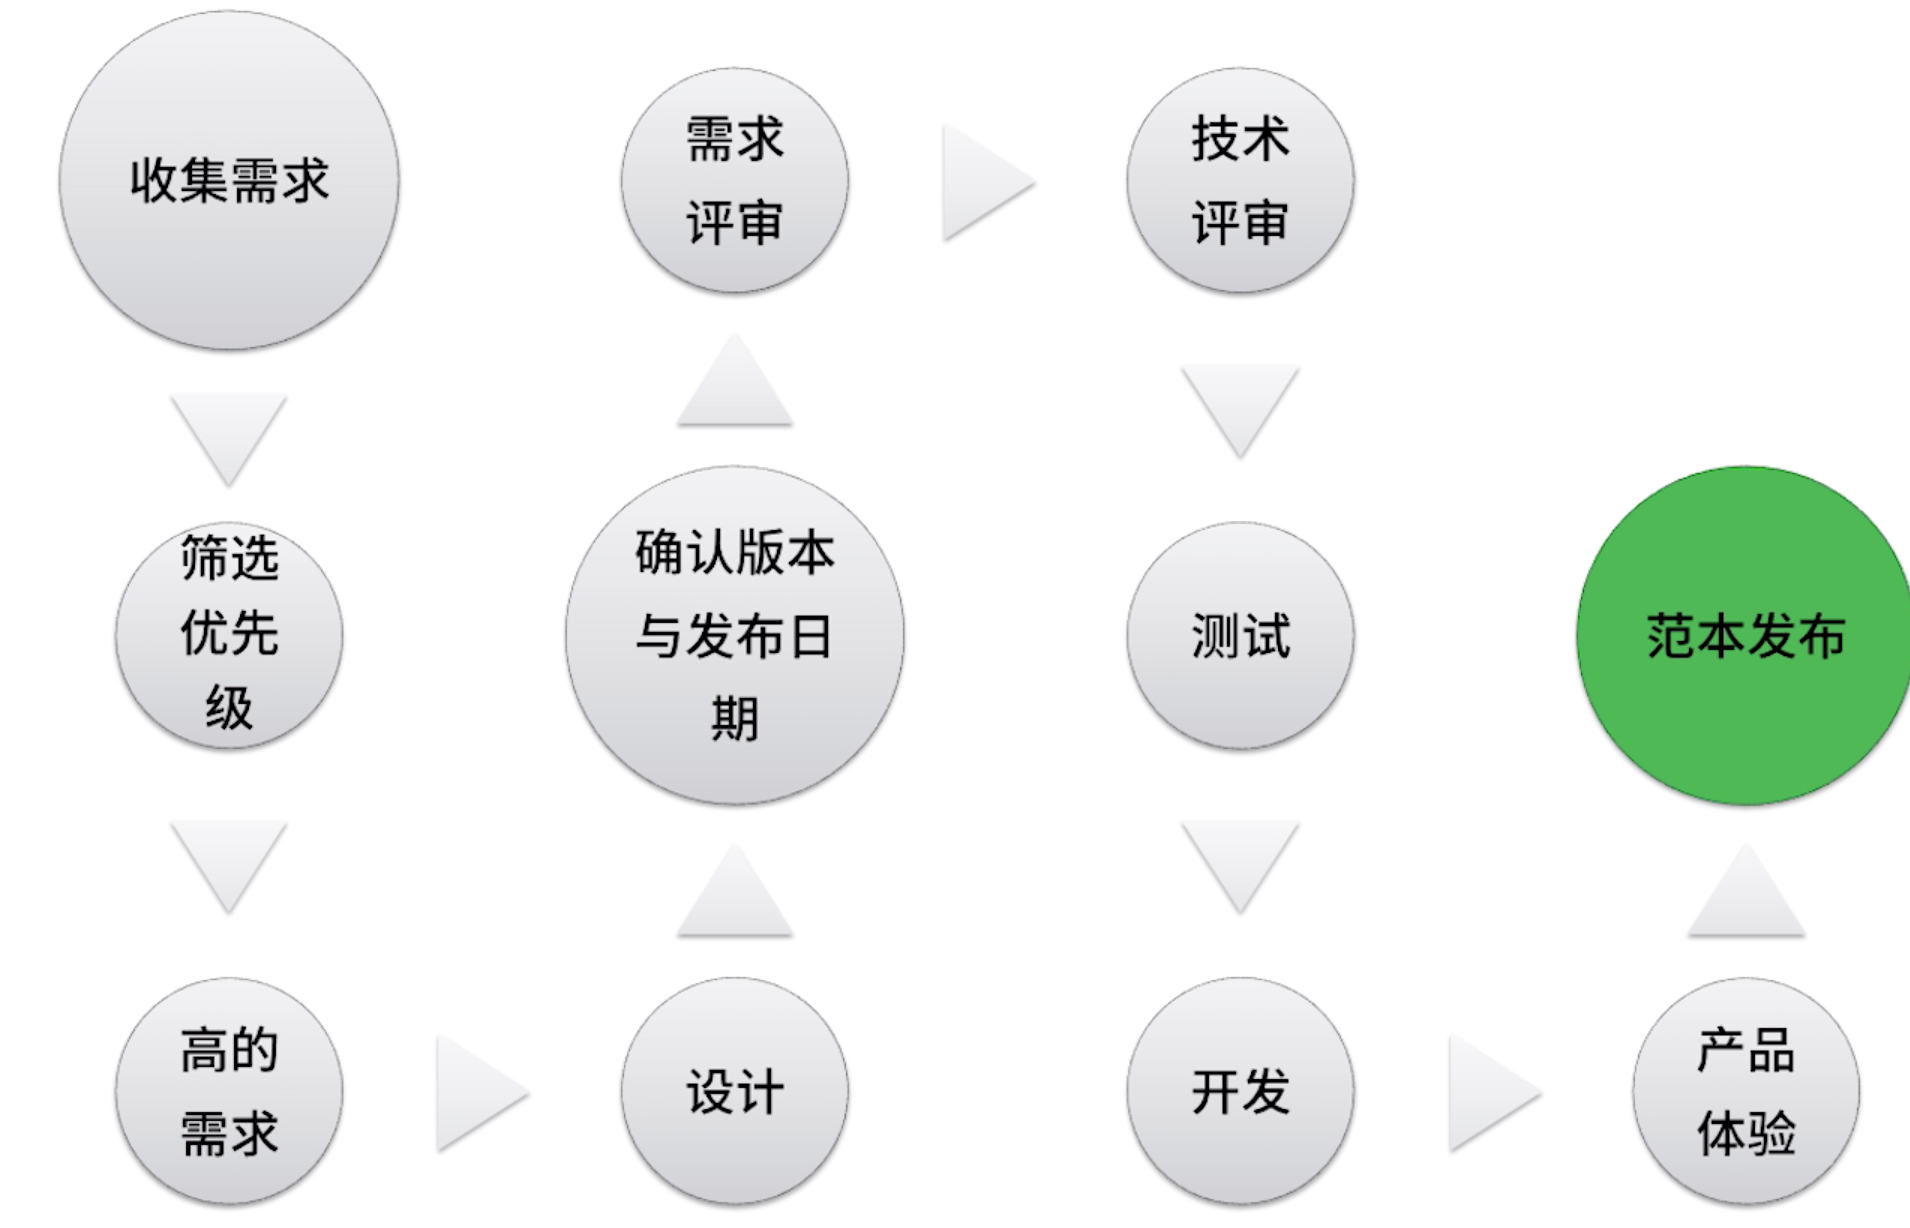 收集需求
筛选
优先
级
高的
需求
设计
确认版本
与发布日
期
需求
评审
技术
评审
测试
开发
产品
体验
范本发布